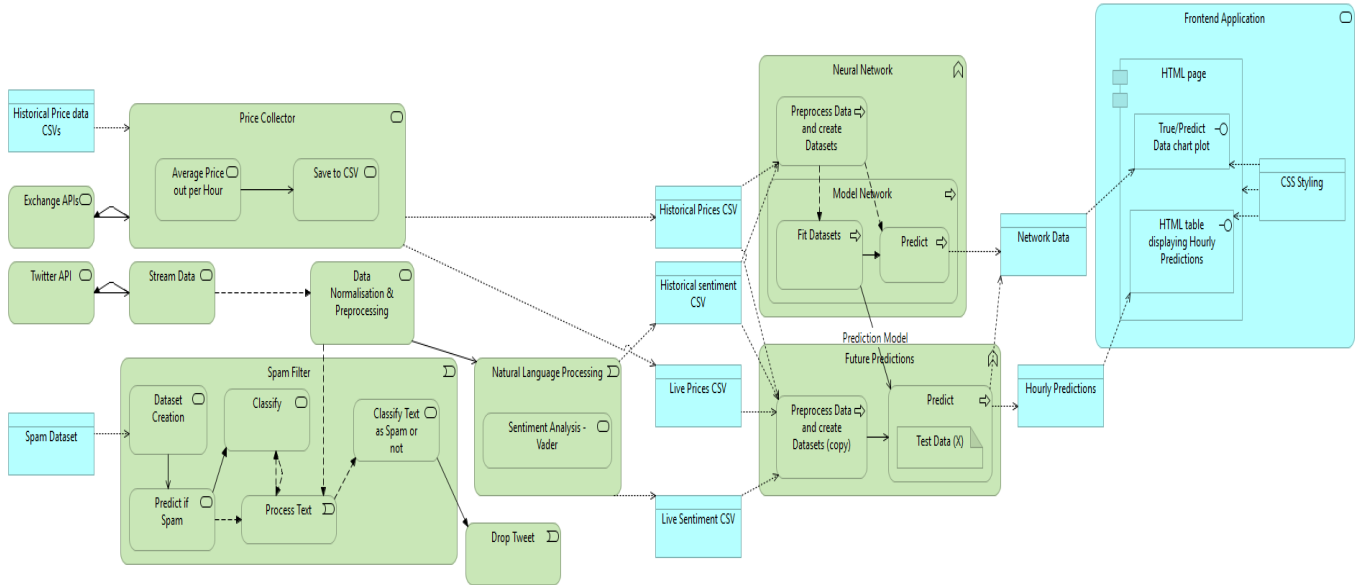 Frontend Application
HTML page
True/Predict
Data chart plot
CSS Styling
HTML table
displaying Hourly
Predictions
Neural Network
Preprocess Data
and create
Datasets
Model Network
Fit Datasets
Predict
Network Data
Historical Price data
CSVs
Price Collector
Average Price
out per Hour
Save to CSV
Exchange APIs
Historical Prices CSV
Twitter API
Stream Data
Data
Normalisation &
Preprocessing
Historical sentiment
CSV
Prediction Model
Future Predictions
Preprocess Data
and create
Datasets (copy)
Predict
Test Data (X)
Hourly Predictions
Live Prices CSV
Spam Filter
Dataset
Creation
Classify
Classify Text
as Spam or
not
Natural Language Processing
Sentiment Analysis -
Vader
Spam Dataset
Predict if
Spam
Process Text
Live Sentiment CSV
Drop Tweet